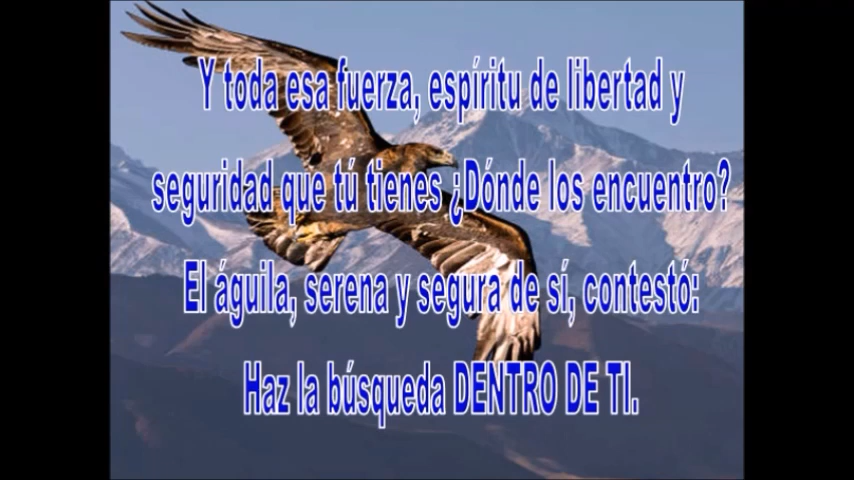 Y toda esa fuerza, espíritu de libertad y
seguridad que tú tienes ¿Dónde los encuentro?
El águila, serena y segura de sí, contestó:
Haz la búsqueda DENTRO DE TI.